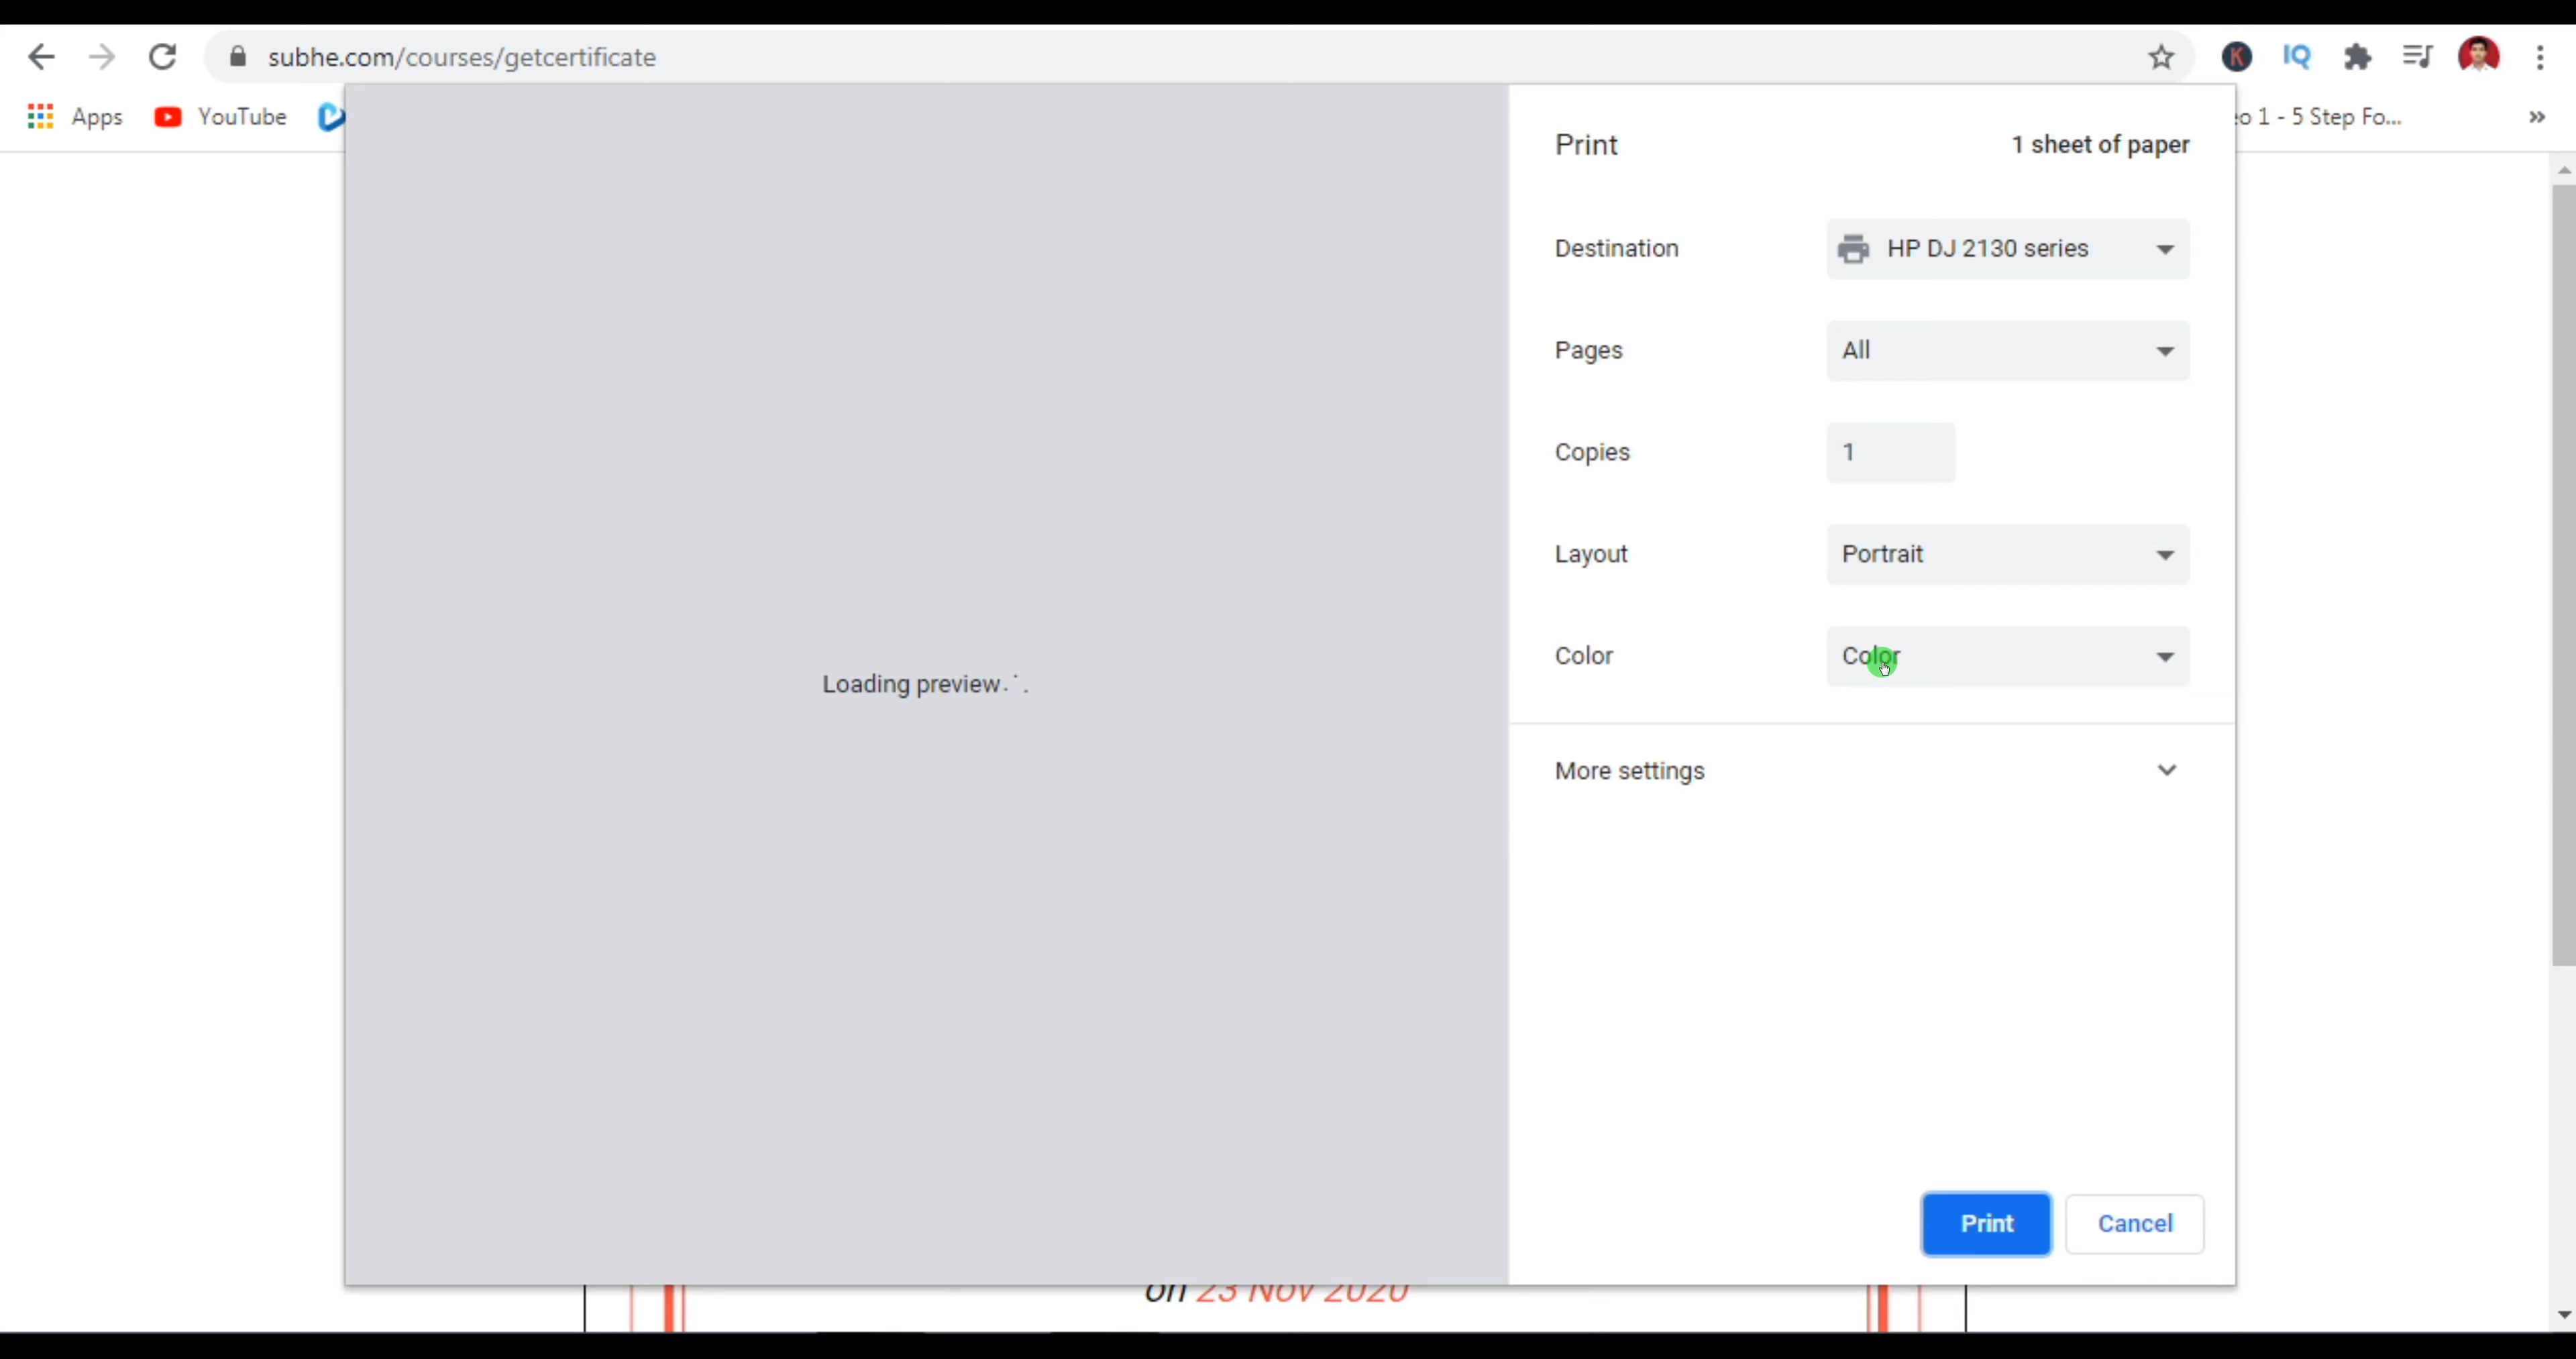 subhe.com/courses/getcertificate
K
IQ
Apps
YouTube
o 1 - 5 Step Fo...
Print
1 sheet of paper
Destination
HP DJ 2130 series
Pages
All
Copies
1
Layout
Portrait
Color
Color
Loading preview...
More settings
Print
Cancel
on 23 Nov 2020